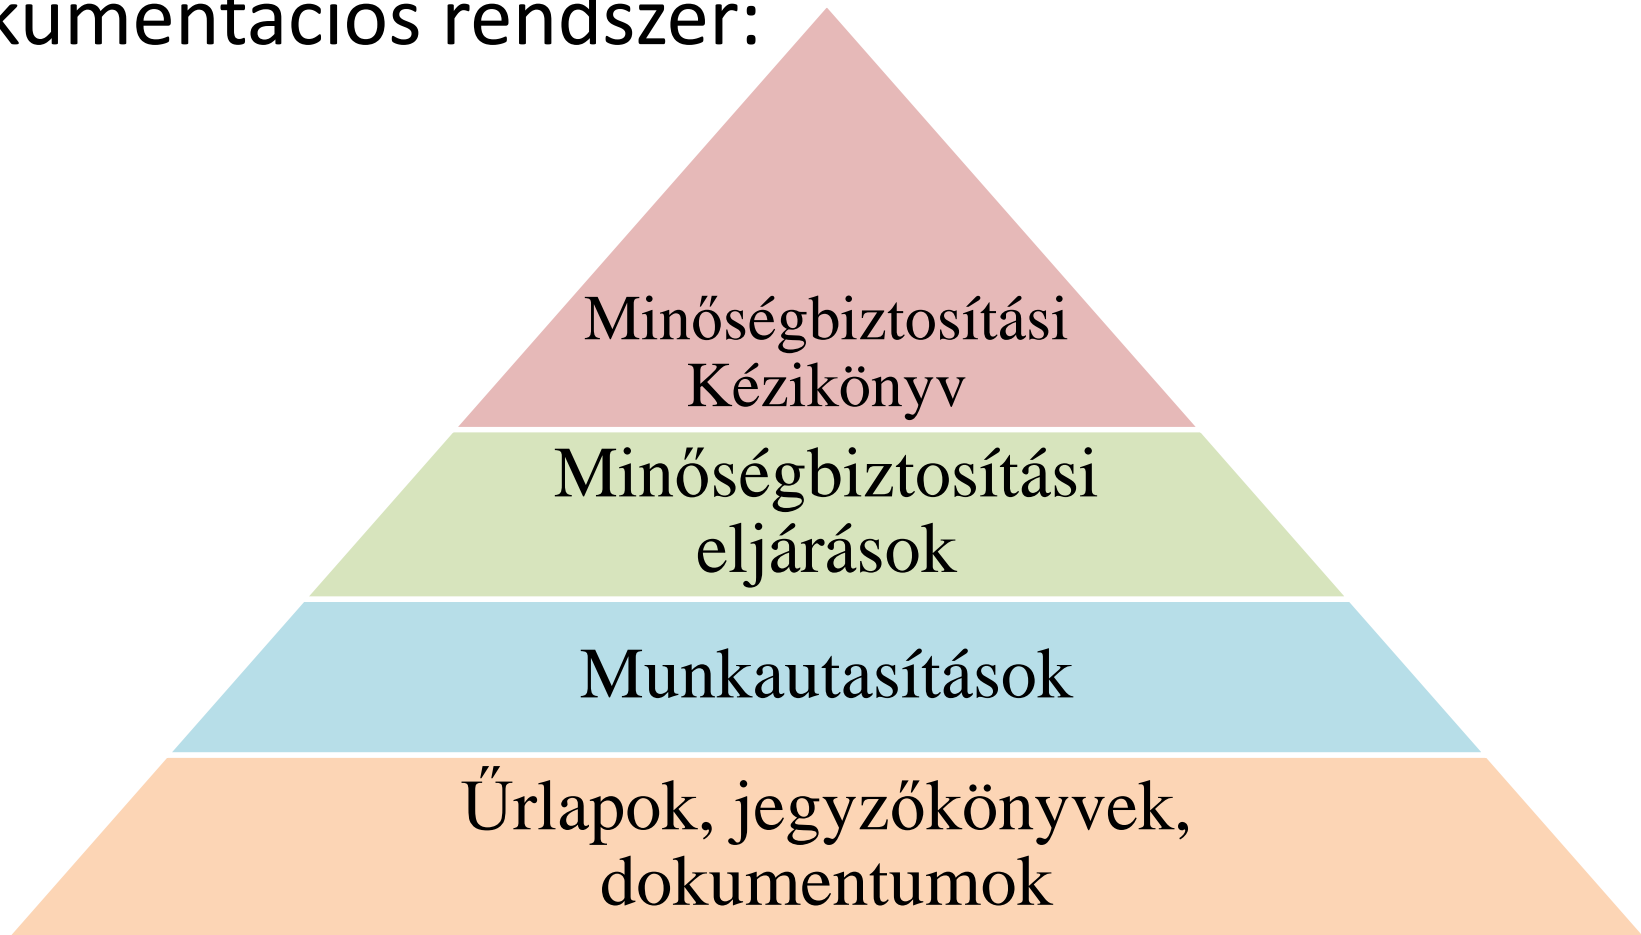 kumentációs rendszer:
Minőségbiztosítási
Kézikönyv
Minőségbiztosítási
eljárások
Munkautasítások
Űrlapok, jegyzőkönyvek,
dokumentumok